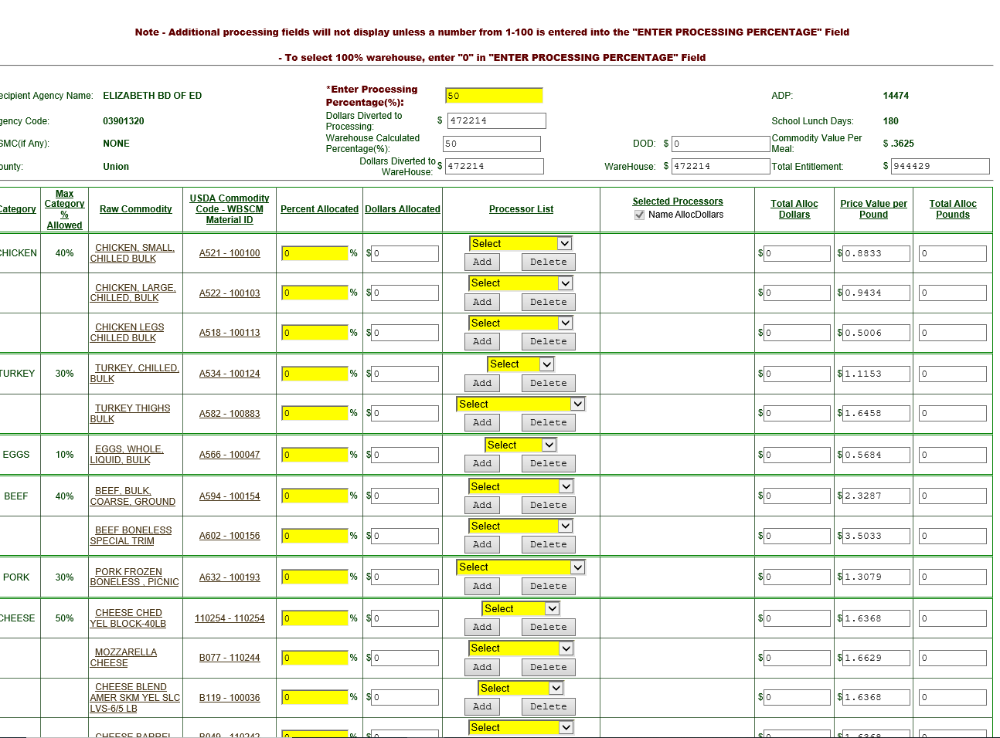 Note - Additional processing fields will not display unless a number from 1-100 is entered into the "ENTER PROCESSING PERCENTAGE" Field
- To select 100% warehouse, enter "0" in "ENTER PROCESSING PERCENTAGE" Field
ecipient Agency Name: ELIZABETH BD OF ED
*Enter Processing
Percentage(%): 50
ADP: 14474
gency Code: 03901320
Dollars Diverted to
Processing: $ 472214
School Lunch Days: 180
SMC(if Any): NONE
Warehouse Calculated
Percentage(%): 50
DOD: $ 0
Commodity Value Per
Meal: $ .3625
ounty: Union
Dollars Diverted to
WareHouse: $ 472214
WareHouse: $ 472214
Total Entitlement: $ 944429
Category
Max
Category
%
Allowed
Raw Commodity
USDA Commodity
Code - WBSCM
Material ID
Percent Allocated
Dollars Allocated
Processor List
Selected Processors
Name AllocDollars
Total Alloc
Dollars
Price Value per
Pound
Total Alloc
Pounds
CHICKEN 40%
CHICKEN, SMALL,
CHILLED BULK
A521 - 100100 0 % $ 0 Select
Add Delete
$ 0 $ 0.8833 0
CHICKEN, LARGE,
CHILLED, BULK
A522 - 100103 0 % $ 0 Select
Add Delete
$ 0 $ 0.9434 0
CHICKEN LEGS
CHILLED BULK
A518 - 100113 0 % $ 0 Select
Add Delete
$ 0 $ 0.5006 0
TURKEY 30%
TURKEY, CHILLED,
BULK
A534 - 100124 0 % $ 0 Select
Add Delete
$ 0 $ 1.1153 0
TURKEY THIGHS
BULK
A582 - 100883 0 % $ 0 Select
Add Delete
$ 0 $ 1.6458 0
EGGS 10%
EGGS, WHOLE,
LIQUID, BULK
A566 - 100047 0 % $ 0 Select
Add Delete
$ 0 $ 0.5684 0
BEEF 40%
BEEF, BULK,
COARSE, GROUND
A594 - 100154 0 % $ 0 Select
Add Delete
$ 0 $ 2.3287 0
BEEF BONELESS
SPECIAL TRIM
A602 - 100156 0 % $ 0 Select
Add Delete
$ 0 $ 3.5033 0
PORK 30%
PORK FROZEN
BONELESS , PICNIC
A632 - 100193 0 % $ 0 Select
Add Delete
$ 0 $ 1.3079 0
CHEESE 50%
CHEESE CHED
YEL BLOCK-40LB
110254 - 110254 0 % $ 0 Select
Add Delete
$ 0 $ 1.6368 0
MOZZARELLA
CHEESE
B077 - 110244 0 % $ 0 Select
Add Delete
$ 0 $ 1.6629 0
CHEESE BLEND
AMER SKM YEL SLC
LVS-6/5 LB
B119 - 100036 0 % $ 0 Select
Add Delete
$ 0 $ 1.6368 0
CHEESE BARREL
B049 - 110242 0 % $ 0 Select
$ 0 $ 1.6368 0